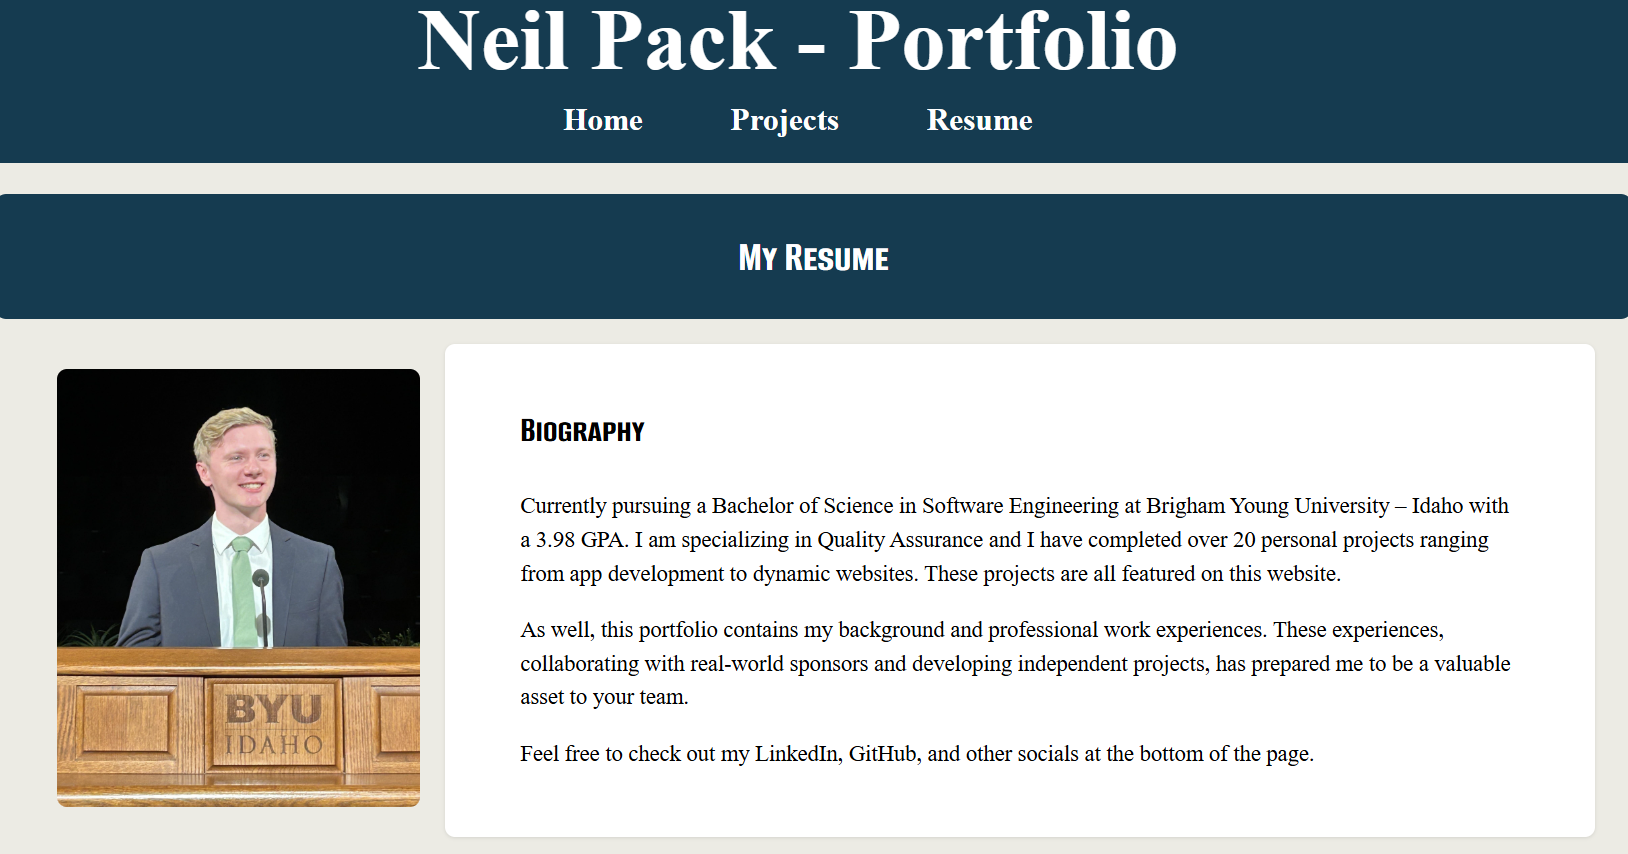 Neil Pack - Portfolio
Home Projects Resume
My Resume
BYU
IDAHO
Biography
Currently pursuing a Bachelor of Science in Software Engineering at Brigham Young University – Idaho with
a 3.98 GPA. I am specializing in Quality Assurance and I have completed over 20 personal projects ranging
from app development to dynamic websites. These projects are all featured on this website.
As well, this portfolio contains my background and professional work experiences. These experiences,
collaborating with real-world sponsors and developing independent projects, has prepared me to be a valuable
asset to your team.
Feel free to check out my LinkedIn, GitHub, and other socials at the bottom of the page.